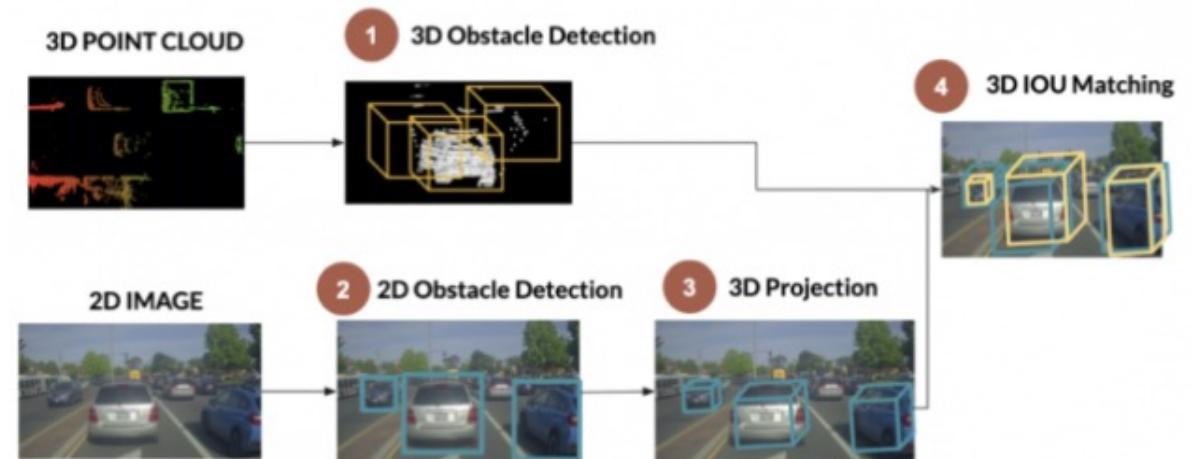 3D POINT CLOUD
1 3D Obstacle Detection
4 3D IOU Matching
2D IMAGE
2 2D Obstacle Detection
3 3D Projection